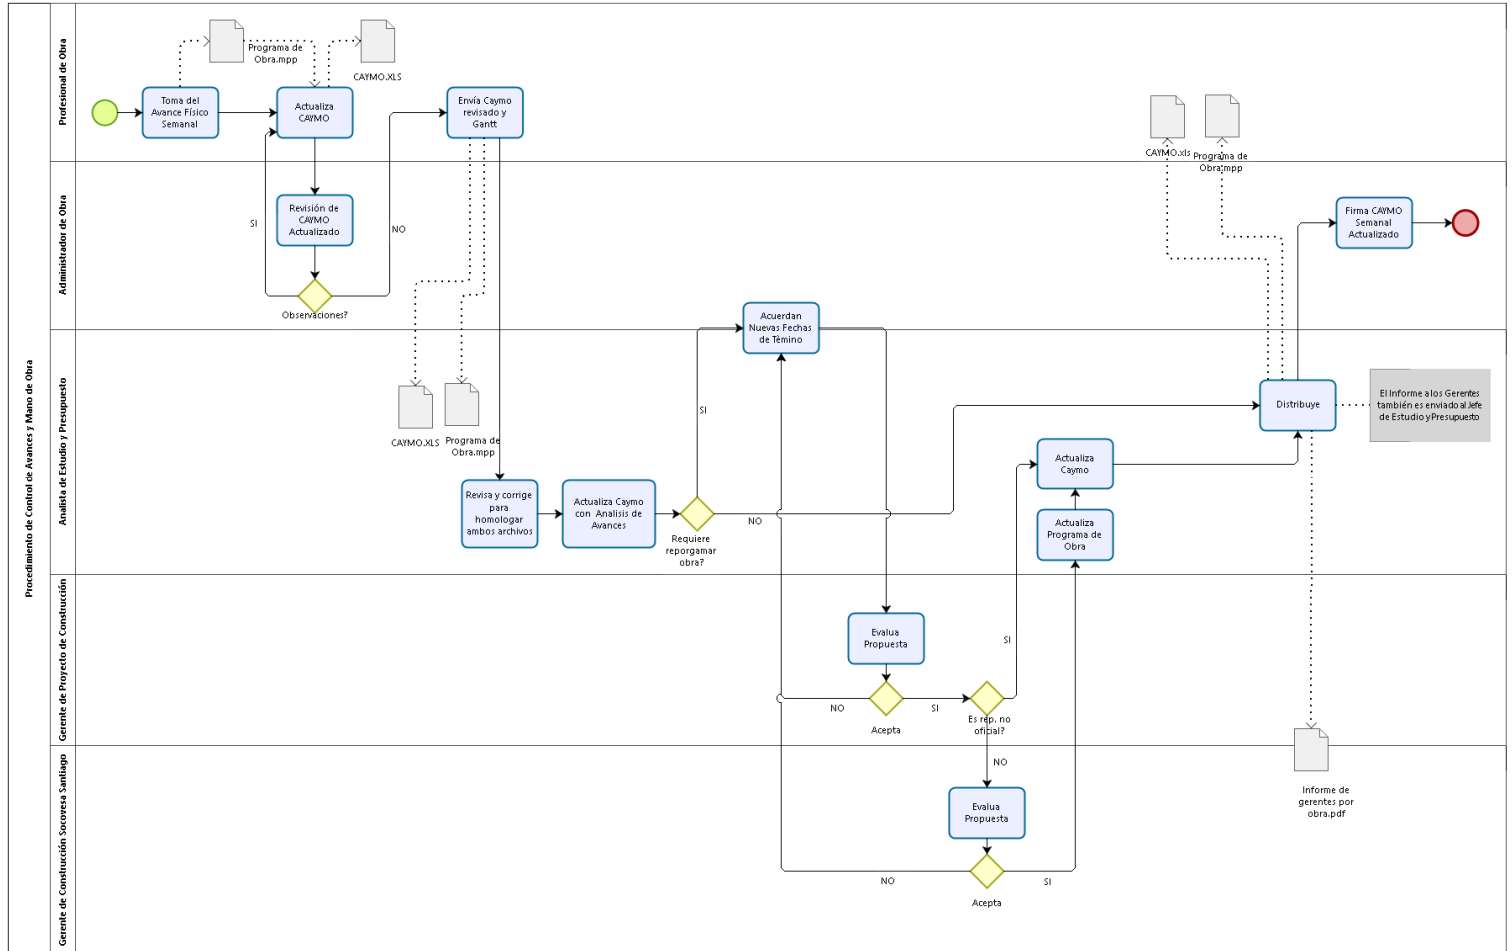 Procedimiento de Control de Avances y Mano de Obra
Profesional de Obra
Programa de
Obra.mpp
CAYMO.XLS
Toma del
Avance Físico
Semanal
Actualiza
CAYMO
Envía Caymo
revisado y
Gantt
CAYMO.xls
Programa de
Obra.mpp
Administrador de Obra
Revisión de
CAYMO
Actualizado
SI
NO
Observaciones?
Firma CAYMO
Semanal
Actualizado
Acuerdan
Nuevas Fechas
de Tèmino
Analista de Estudio y Presupuesto
CAYMO.XLS
Programa de
Obra.mpp
SI
Distribuye
El Informe a los Gerentes
también es enviado al Jefe
de Estudio y Presupuesto
Actualiza
Caymo
Revisa y corrige
para
homologar
ambos archivos
Actualiza Caymo
con Analisis de
Avances
NO
Requiere
reporgamar
obra?
Actualiza
Programa de
Obra
Gerente de Proyecto de Construcción
Evalua
Propuesta
SI
NO
SI
Acepta
Es rep. no
oficial?
Gerente de Construcción Socovesa Santiago
NO
Evalua
Propuesta
Informe de
gerentes por
obra.pdf
NO
SI
Acepta